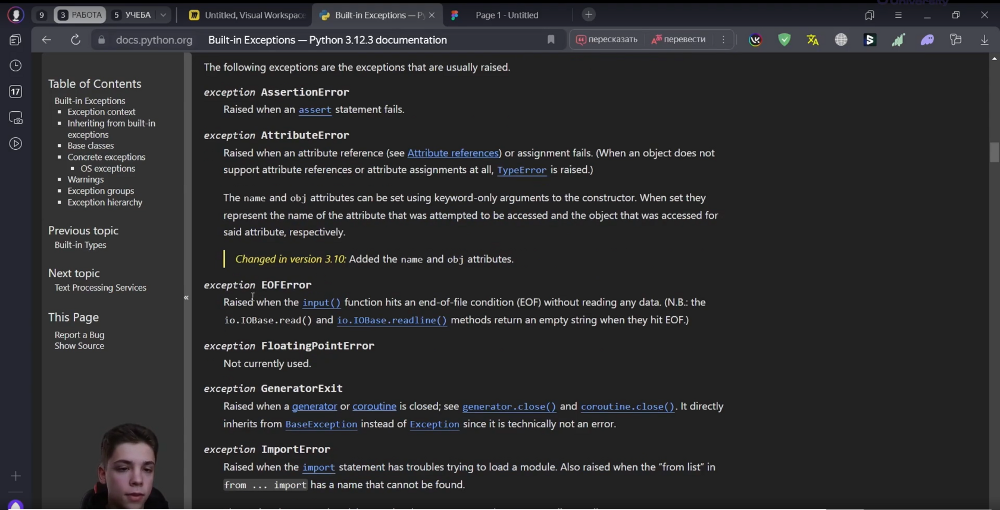 9
3 РАБОТА
5 УЧЕБА
Untitled, Visual Workspace
Built-in Exceptions — Py
Page 1 - Untitled
docs.python.org
Built-in Exceptions — Python 3.12.3 documentation
пересказать
перевести
17
Table of Contents
Built-in Exceptions
Exception context
Inheriting from built-in
exceptions
Base classes
Concrete exceptions
OS exceptions
Warnings
Exception groups
Exception hierarchy
Previous topic
Built-in Types
Next topic
Text Processing Services
This Page
Report a Bug
Show Source
«
The following exceptions are the exceptions that are usually raised.
exception AssertionError
Raised when an assert statement fails.
exception AttributeError
Raised when an attribute reference (see Attribute references) or assignment fails. (When an object does not
support attribute references or attribute assignments at all, TypeError is raised.)
The name and obj attributes can be set using keyword-only arguments to the constructor. When set they
represent the name of the attribute that was attempted to be accessed and the object that was accessed for
said attribute, respectively.
Changed in version 3.10: Added the name and obj attributes.
exception EOFError
Raised when the input() function hits an end-of-file condition (EOF) without reading any data. (N.B.: the
io.IOBase.read() and io.IOBase.readline() methods return an empty string when they hit EOF.)
exception FloatingPointError
Not currently used.
exception GeneratorExit
Raised when a generator or coroutine is closed; see generator.close() and coroutine.close(). It directly
inherits from BaseException instead of Exception since it is technically not an error.
exception ImportError
Raised when the import statement has troubles trying to load a module. Also raised when the “from list” in
from ... import has a name that cannot be found.